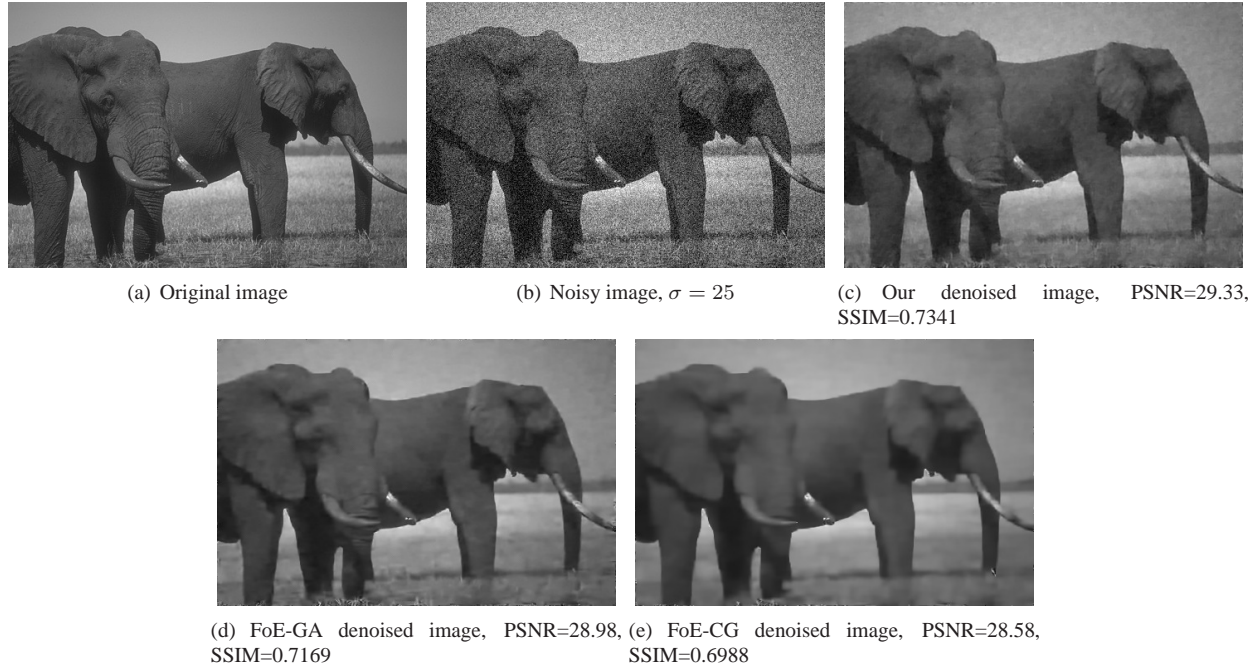 (a) Original image
(b) Noisy image, σ = 25
(c) Our denoised image, PSNR=29.33,
SSIM=0.7341
(d) FoE-GA denoised image, PSNR=28.98,
SSIM=0.7169
(e) FoE-CG denoised image, PSNR=28.58,
SSIM=0.6988